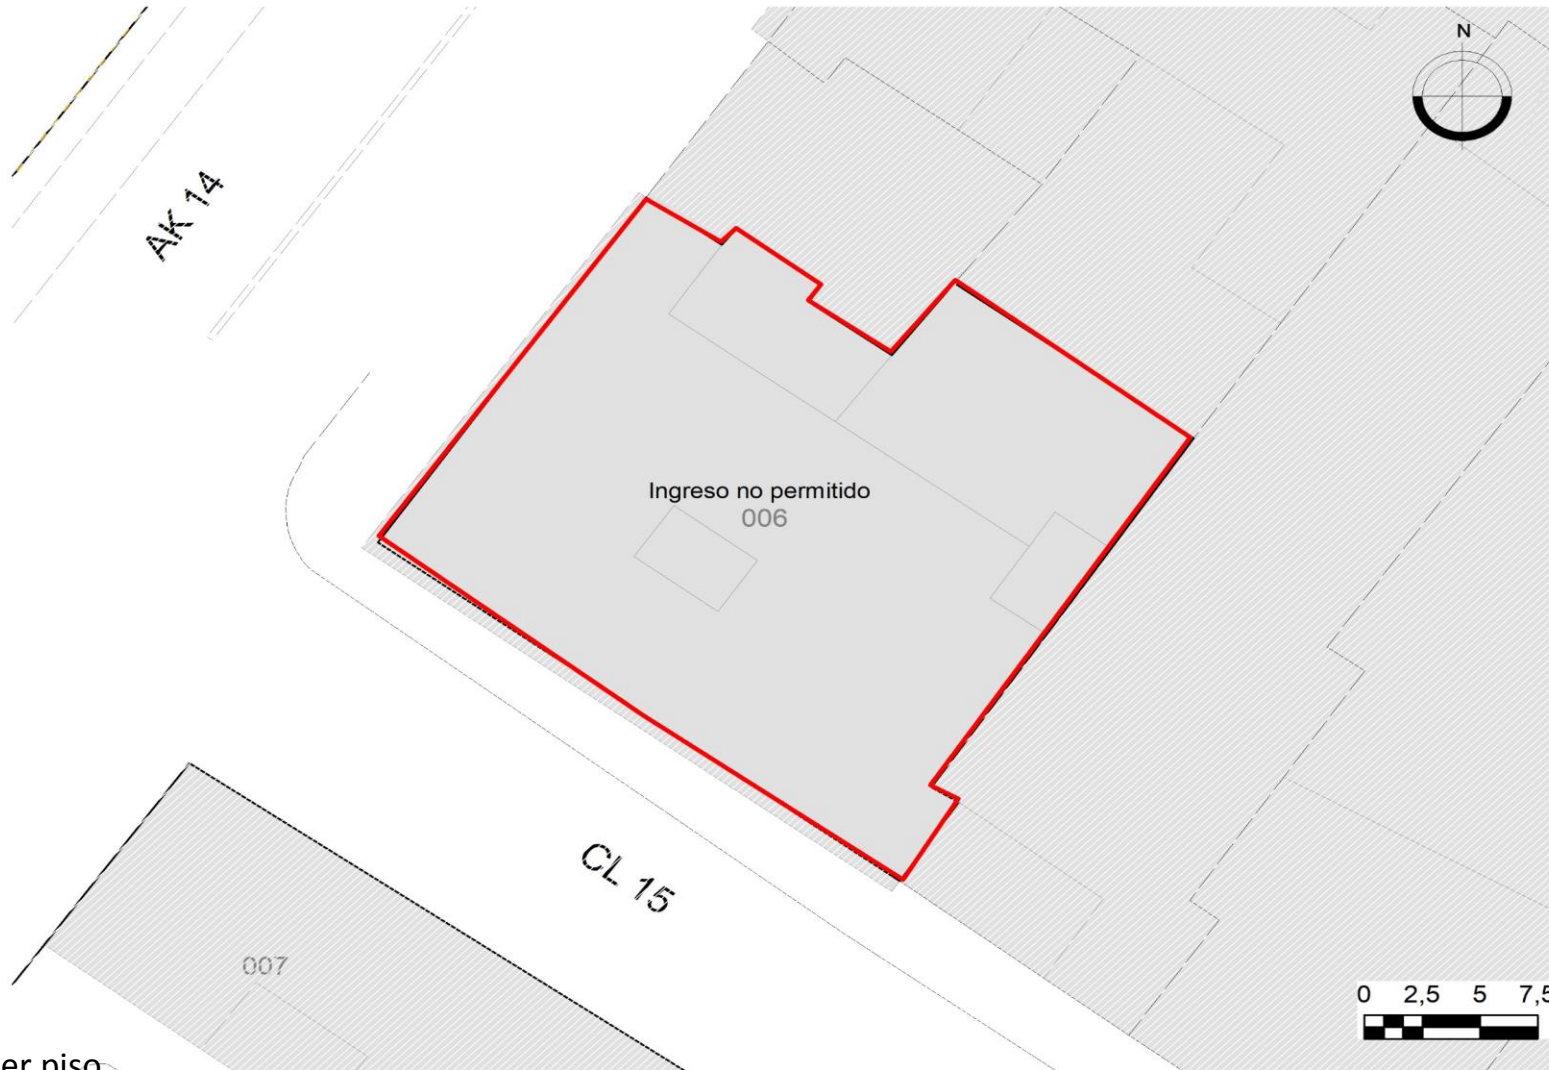 N
AK 14
Ingreso no permitido
006
CL 15
007
0 2,5 5 7,5
er piso